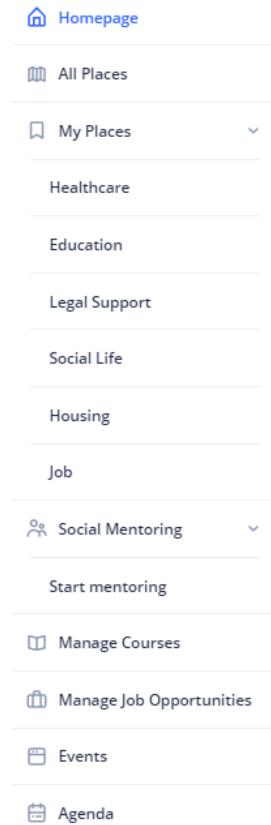 Homepage
All Places
My Places
Healthcare
Education
Legal Support
Social Life
Housing
Job
Social Mentoring
Start mentoring
Manage Courses
Manage Job Opportunities
Events
Agenda